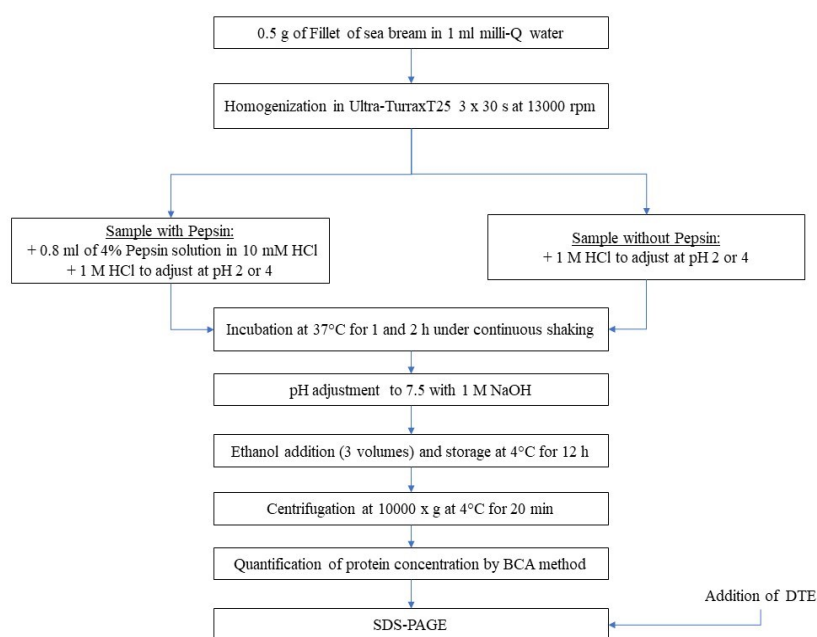 0.5 g of Fillet of sea bream in 1 ml milli-Q water
Homogenization in Ultra-TurraxT25 3 x 30 s at 13000 rpm
Sample with Pepsin:
+ 0.8 ml of 4% Pepsin solution in 10 mM HCl
+ 1 M HCl to adjust at pH 2 or 4
Sample without Pepsin:
+ 1 M HCl to adjust at pH 2 or 4
Incubation at 37°C for 1 and 2 h under continuous shaking
pH adjustment to 7.5 with 1 M NaOH
Ethanol addition (3 volumes) and storage at 4°C for 12 h
Centrifugation at 10000 x g at 4°C for 20 min
Quantification of protein concentration by BCA method
Addition of DTE
SDS-PAGE